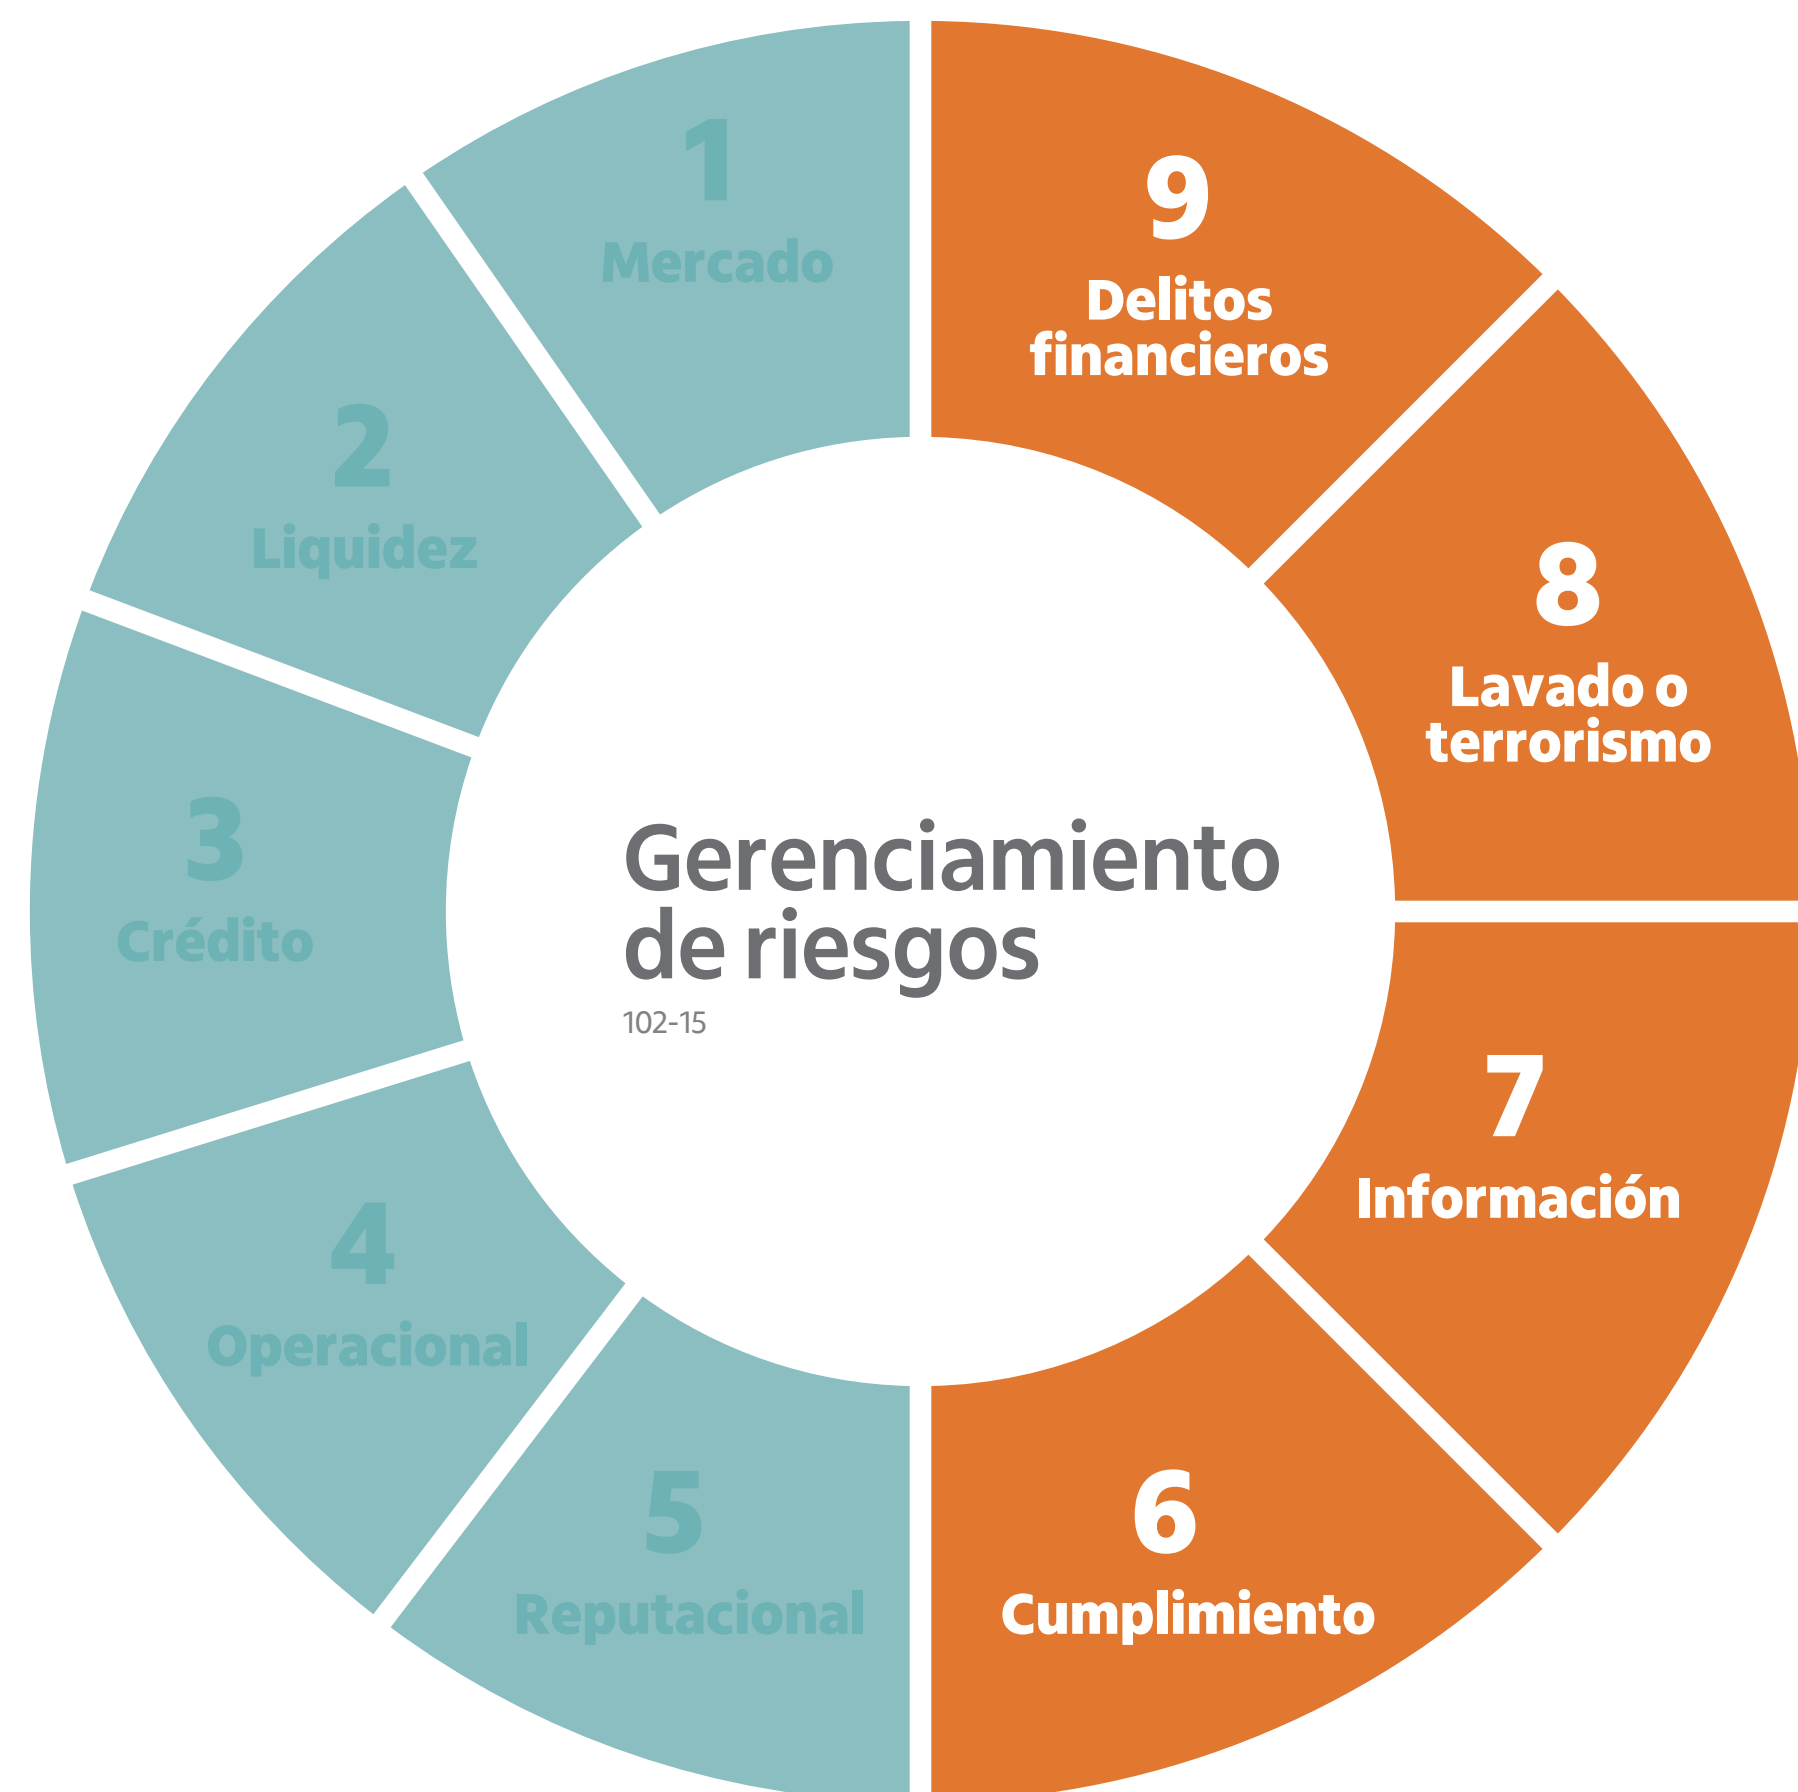 1
Mercado
2
Liquidez
3
Crédito
4
Operacional
5
Reputacional
6
Cumplimiento
7
Información
8
Lavado o
terrorismo
9
Delitos
financieros
Gerenciamiento
de riesgos
102-15